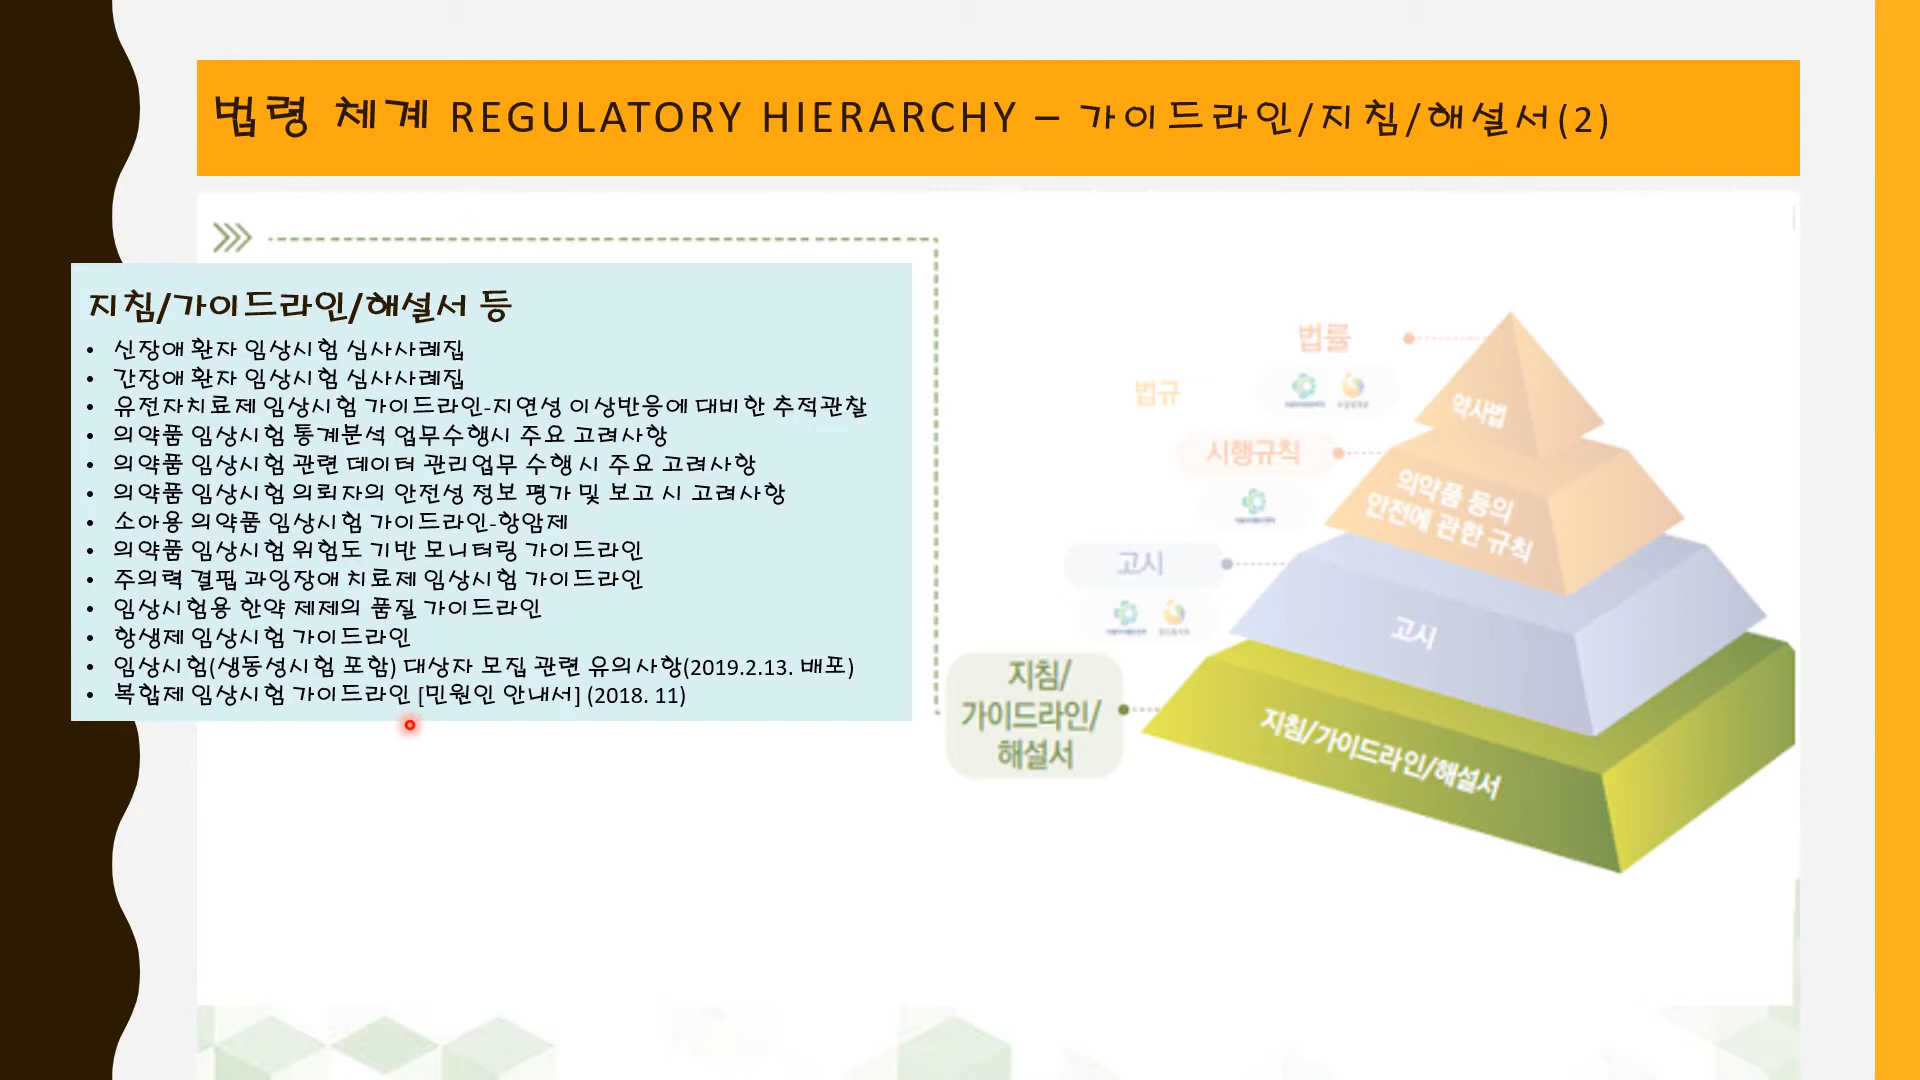 법령 체계 REGULATORY HIERARCHY – 가이드라인/지침/해설서(2)
지침/가이드라인/해설서 등
• 신장애 환자 임상시험 심사사례집
• 간장애 환자 임상시험 심사사례집
• 유전자치료제 임상시험 가이드라인-지연성 이상반응에 대비한 추적관찰
• 의약품 임상시험 통계분석 업무수행시 주요 고려사항
• 의약품 임상시험 관련 데이터 관리업무 수행 시 주요 고려사항
• 의약품 임상시험 의뢰자의 안전성 정보 평가 및 보고 시 고려사항
• 소아용 의약품 임상시험 가이드라인-항암제
• 의약품 임상시험 위험도 기반 모니터링 가이드라인
• 주의력 결핍 과잉장애 치료제 임상시험 가이드라인
• 임상시험용 한약 제제의 품질 가이드라인
• 항생제 임상시험 가이드라인
• 임상시험(생동성시험 포함) 대상자 모집 관련 유의사항(2019.2.13. 배포)
• 복합제 임상시험 가이드라인 [민원인 안내서] (2018. 11)
법률
법규
시행규칙
고시
지침/
가이드라인/
해설서
약사법
의약품 등의
안전에 관한 규칙
고시
지침/가이드라인/해설서